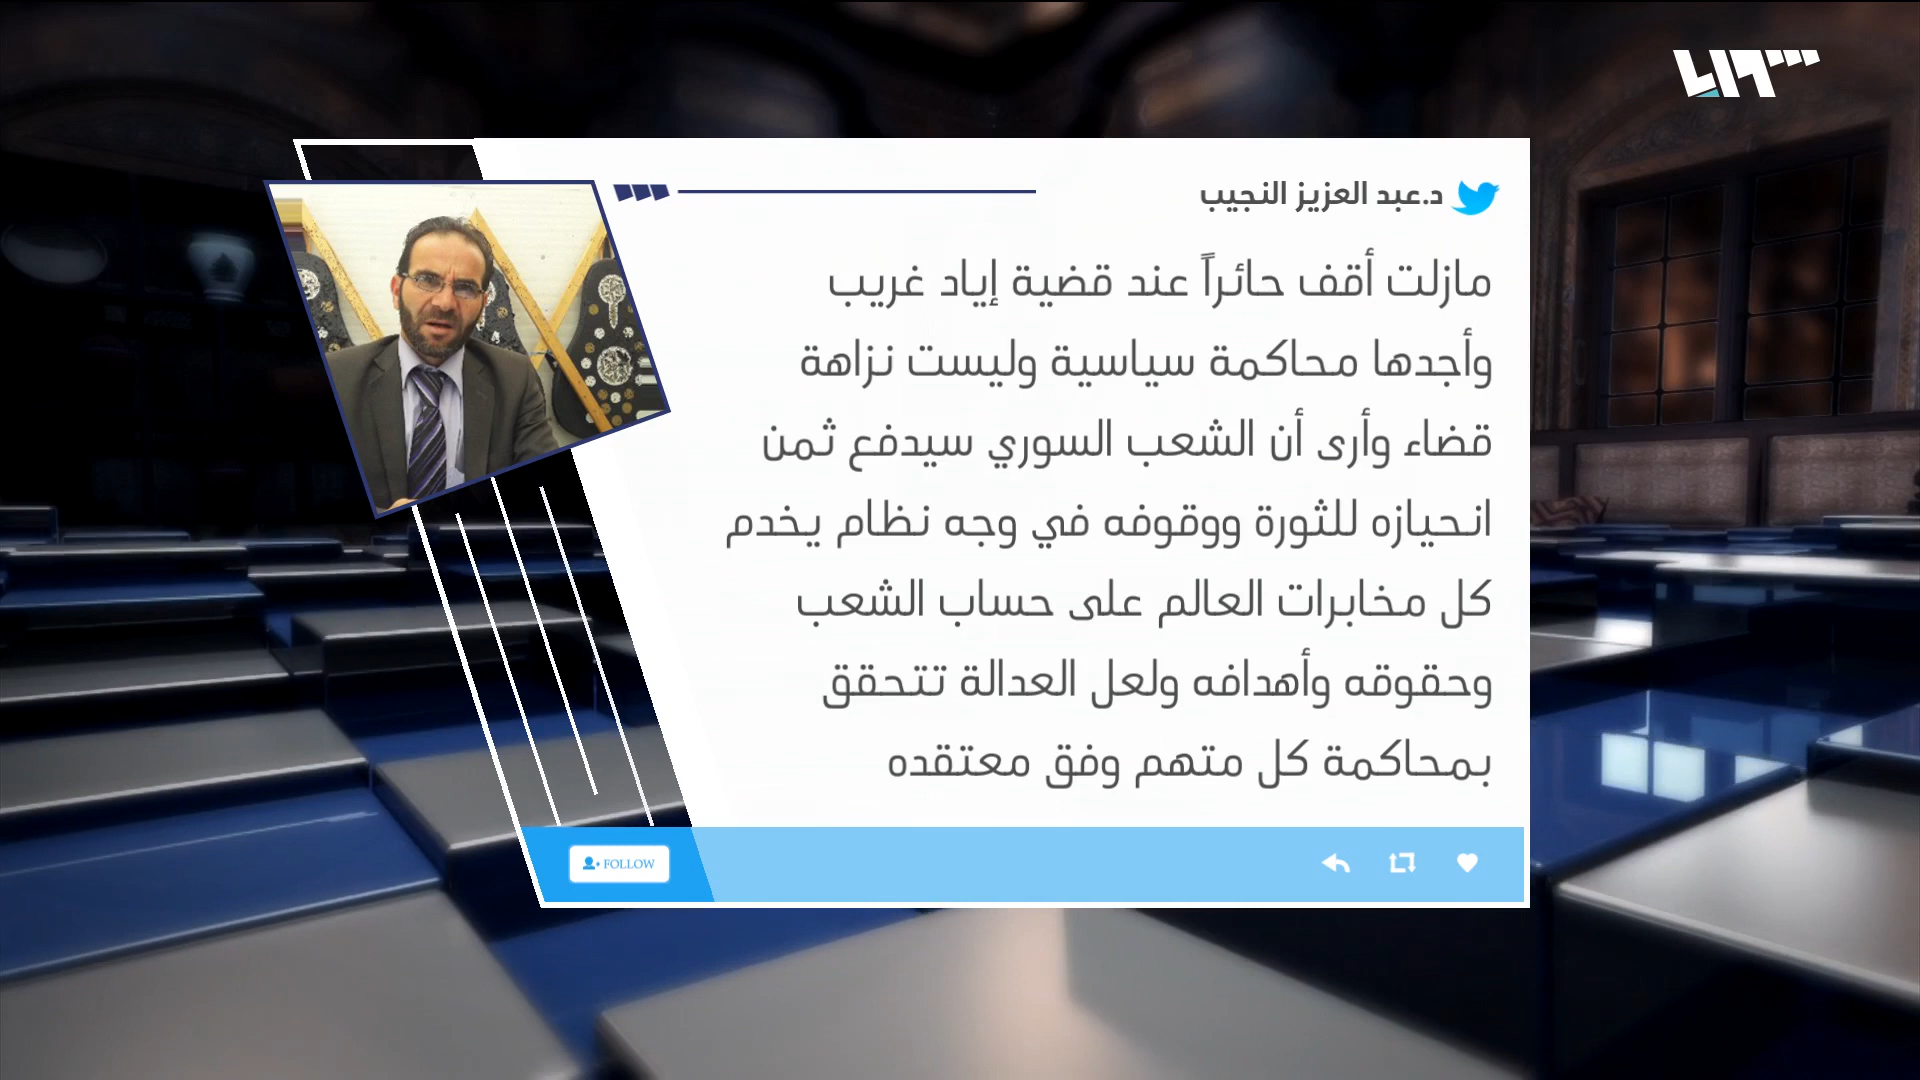 سوريا
د.عبد العزيز النجيب
مازلت أقف حائراً عند قضية إياد غريب
وأجدها محاكمة سياسية وليست نزاهة
قضاء وأرى أن الشعب السوري سيدفع ثمن
انحيازه للثورة ووقوفه في وجه نظام يخدم
كل مخابرات العالم على حساب الشعب
وحقوقه وأهدافه ولعل العدالة تتحقق
بمحاكمة كل متهم وفق معتقده
FOLLOW